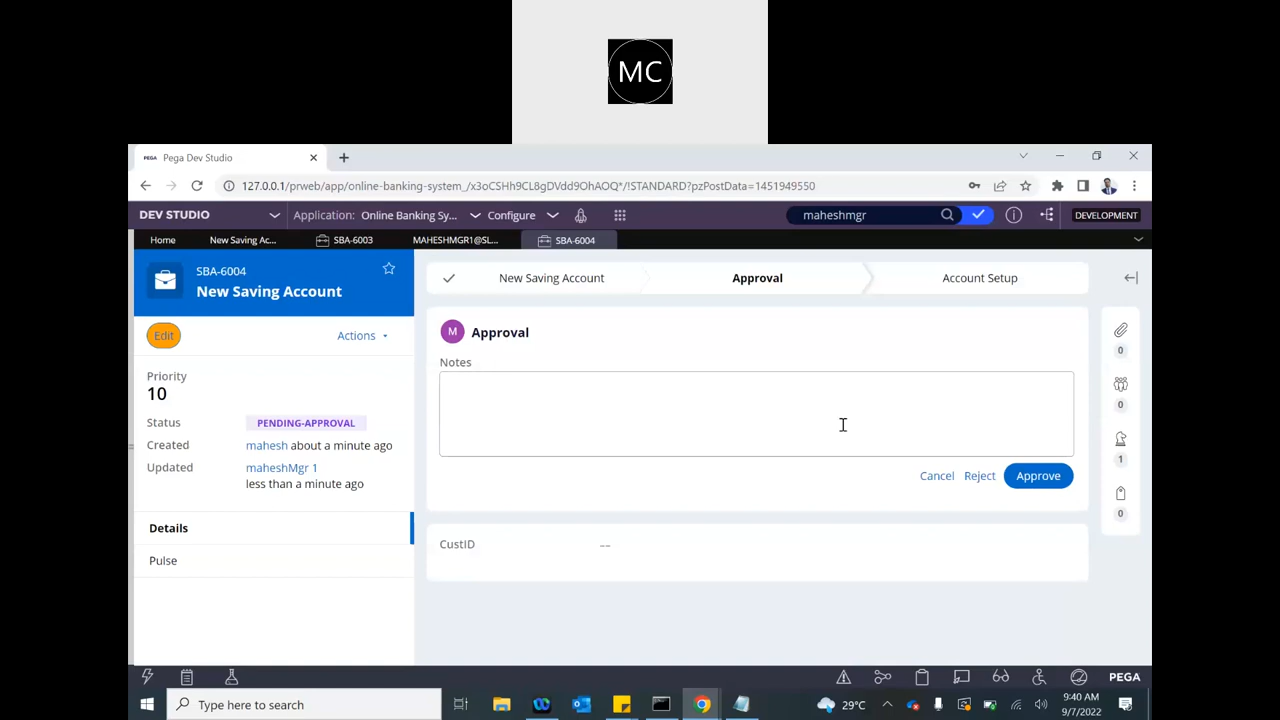 MC
PEGA Pega Dev Studio
127.0.0.1/prweb/app/online-banking-system_/x3oCSHh9CL8gDVdd9OhAOQ*/!STANDARD?pzPostData=1451949550
DEV STUDIO Application: Online Banking Sy... Configure maheshmgr DEVELOPMENT
Home New Saving Ac... SBA-6003 MAHESHMGR1@SL... SBA-6004
SBA-6004
New Saving Account
New Saving Account Approval Account Setup
Edit Actions
M Approval
Notes
Priority
10
Status PENDING-APPROVAL
Created mahesh about a minute ago
Updated maheshMgr 1
less than a minute ago
Cancel Reject Approve
0
0
1
0
Details
Pulse
CustID --
PEGA
Type here to search
29°C
9:40 AM
9/7/2022